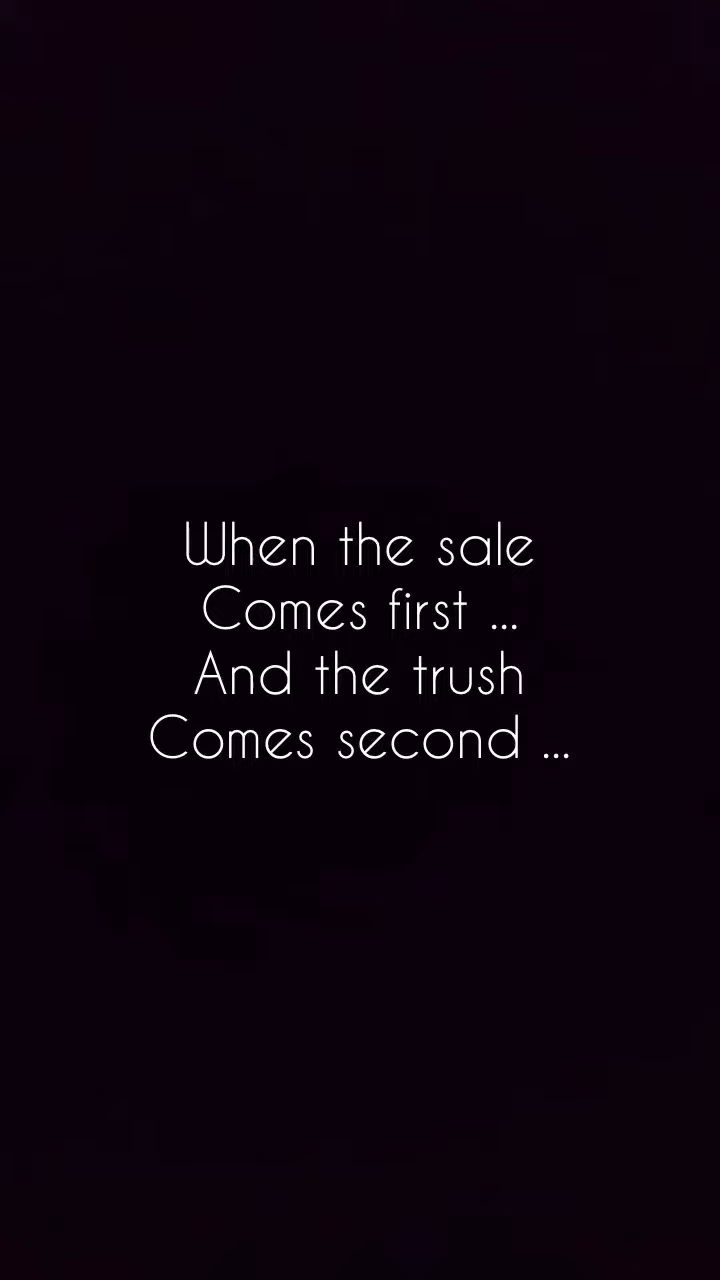 When the sale
Comes first ...
And the trush
Comes second ...